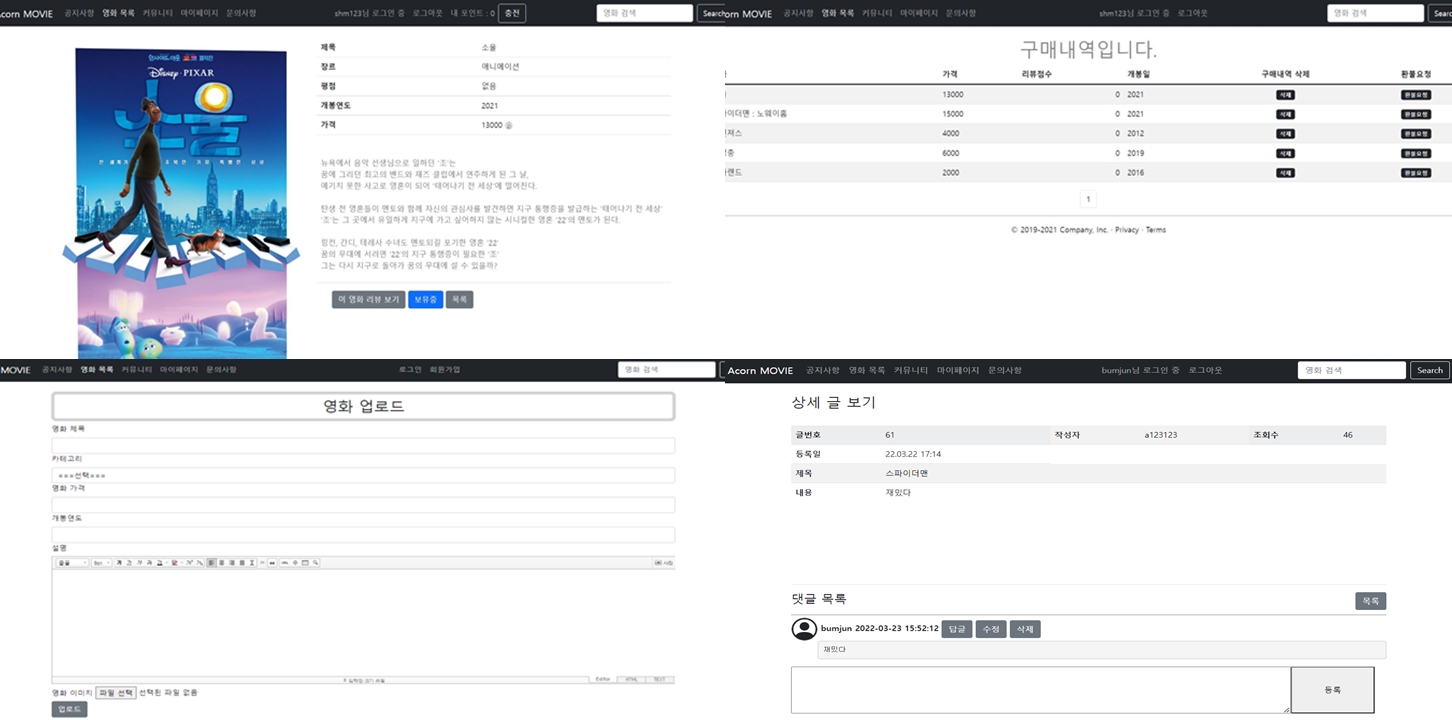 corn MOVIE 공지사항 영화 목록 커뮤니티 마이페이지 문의사항 shm123님 로그인 중 로그아웃 내 포인트 : 0 충전 영화 검색 Search
Disney · PIXAR
소울
제목 소울
장르 애니메이션
평점 없음
개봉연도 2021
가격 13000
뉴욕에서 음악 선생님으로 일하던 '조'는
꿈에 그리던 최고의 밴드와 재즈 클럽에서 연주하게 된 그 날,
예기치 못한 사고로 영혼이 되어 '태어나기 전 세상'에 떨어진다.
탄생 전 영혼들이 멘토와 함께 자신의 관심사를 발견하면 지구 통행증을 발급하는 '태어나기 전 세상'
'조'는 그 곳에서 유일하게 지구에 가고 싶어하지 않는 시니컬한 영혼 '22'의 멘토가 된다.
링컨, 간디, 테레사 수녀도 멘토되길 포기한 영혼 '22'
꿈의 무대에 서려면 '22'의 지구 통행증이 필요한 '조'
그는 다시 지구로 돌아가 꿈의 무대에 설 수 있을까?
이 영화 리뷰 보기 보유중 목록
orn MOVIE 공지사항 영화 목록 커뮤니티 마이페이지 문의사항 shm123님 로그인 중 로그아웃 영화 검색 Searc
구매내역입니다.
가격 리뷰점수 개봉일 구매내역 삭제 환불요청
13000 0 2021 삭제 환불요청
이더맨 : 노웨이홈 15000 0 2021 삭제 환불요청
젼져스 4000 0 2012 삭제 환불요청
6000 0 2019 삭제 환불요청
랜드 2000 0 2016 삭제 환불요청
1
© 2019-2021 Company, Inc. · Privacy · Terms
MOVIE 공지사항 영화 목록 커뮤니티 마이페이지 문의사항 로그인 회원가입 영화 검색
영화 업로드
영화 제목
카테고리
===선택===
영화 가격
개봉연도
설명
사진
Editor HTML TEXT
영화 이미지 파일 선택 선택된 파일 없음
업로드
Acorn MOVIE 공지사항 영화 목록 커뮤니티 마이페이지 문의사항 bumjun님 로그인 중 로그아웃 영화 검색 Search
상세 글 보기
글번호 61 작성자 a123123 조회수 46
등록일 22.03.22 17:14
제목 스파이더맨
내용 재밌다
댓글 목록 목록
bumjun 2022-03-23 15:52:12 답글 수정 삭제
재밌다
등록